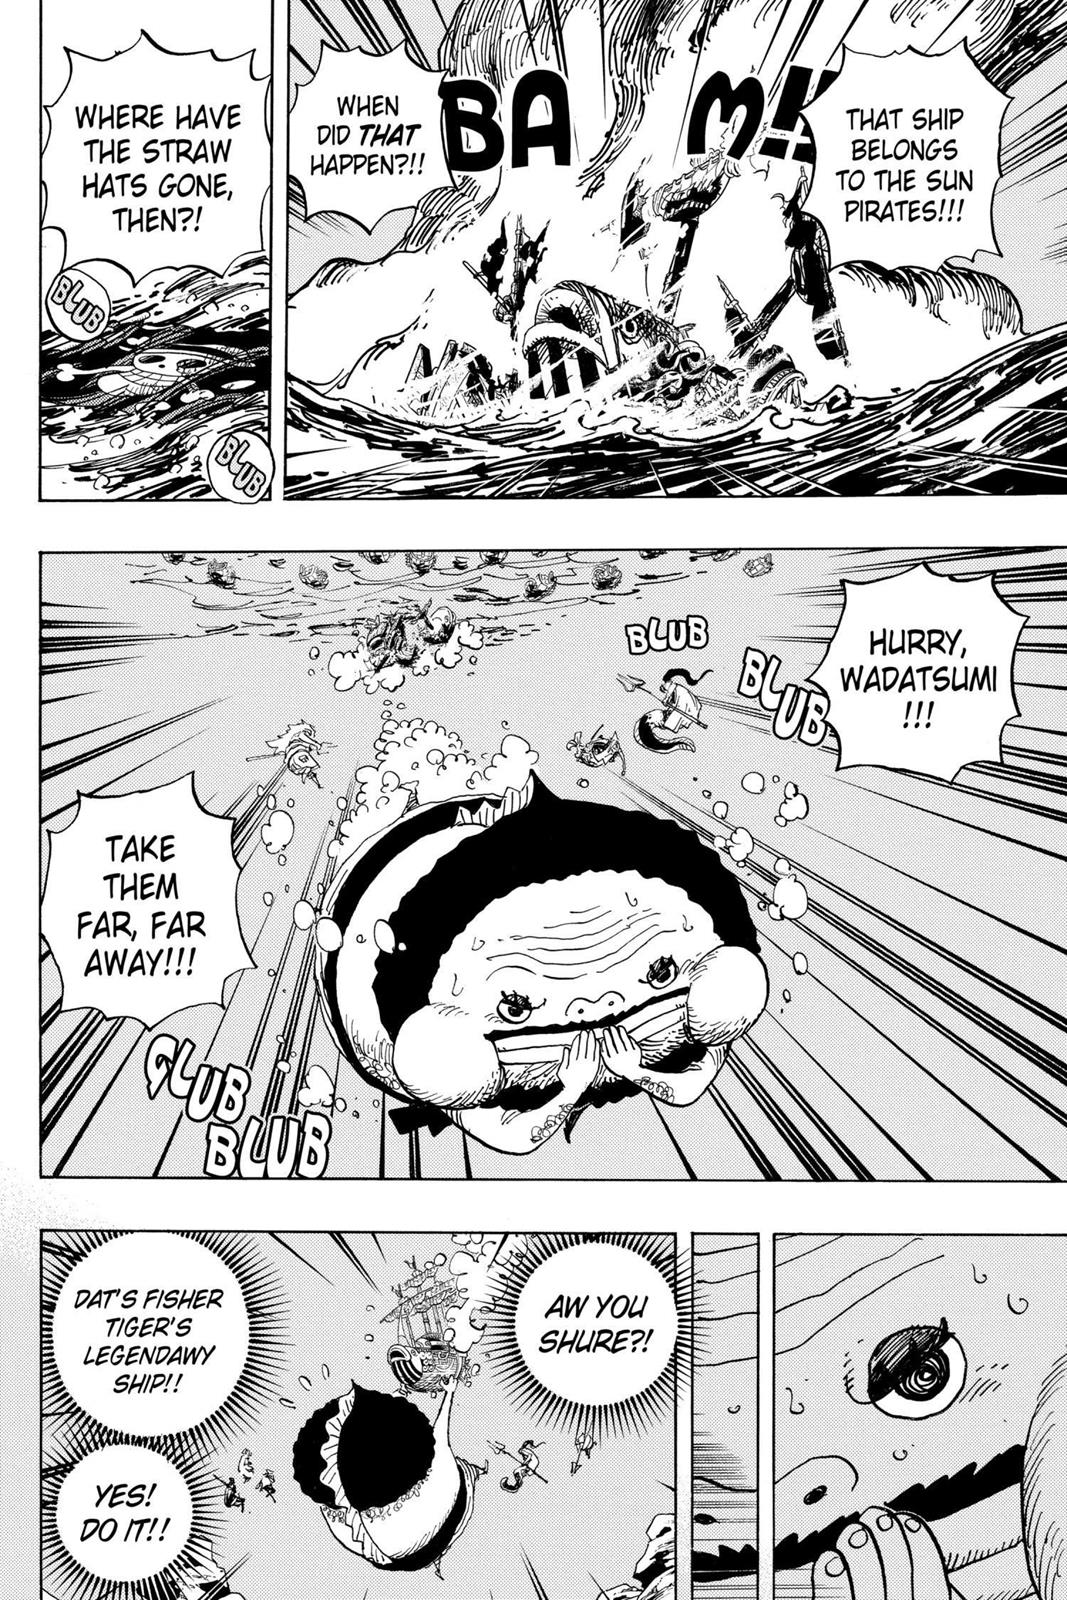 THAT SHIP
BELONGS
TO THE SUN
PIRATES!!!
BAM!!
WHEN
DID THAT
HAPPEN?!!
WHERE HAVE
THE STRAW
HATS GONE,
THEN?!
BLUB
BLUB
HURRY,
WADATSUMI
!!!
BLUB
BLUB
TAKE
THEM
FAR, FAR
AWAY!!!
GLUB
BLUB
AW YOU
SHURE?!
DAT'S FISHER
TIGER'S
LEGENDAWY
SHIP!!
YES!
DO IT!!